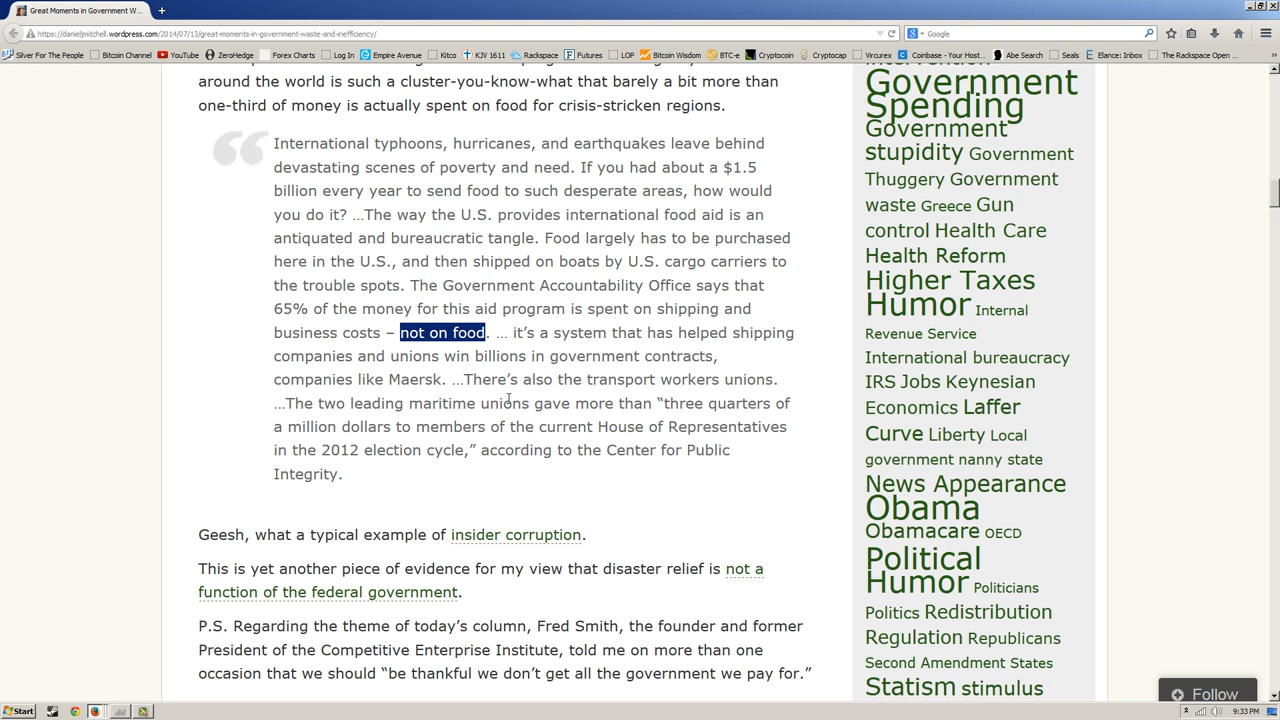 Great Moments in Government W...
https://danieljmitchell.wordpress.com/2014/07/13/great-moments-in-government-waste-and-inefficiency/
Google
Silver For The People
Bitcoin Channel
YouTube
ZeroHedge
Forex Charts
Log In
Empire Avenue
Kitco
KJV 1611
Rackspace
Futures
LOP
Bitcoin Wisdom
BTC-e
Cryptocoin
Cryptocap
Vircurex
Coinbase - Your Host...
Abe Search
Seals
Elance: Inbox
The Rackspace Open ...
around the world is such a cluster-you-know-what that barely a bit more than
one-third of money is actually spent on food for crisis-stricken regions.
International typhoons, hurricanes, and earthquakes leave behind
devastating scenes of poverty and need. If you had about a $1.5
billion every year to send food to such desperate areas, how would
you do it? …The way the U.S. provides international food aid is an
antiquated and bureaucratic tangle. Food largely has to be purchased
here in the U.S., and then shipped on boats by U.S. cargo carriers to
the trouble spots. The Government Accountability Office says that
65% of the money for this aid program is spent on shipping and
business costs – not on food. … it’s a system that has helped shipping
companies and unions win billions in government contracts,
companies like Maersk. …There’s also the transport workers unions.
…The two leading maritime unions gave more than “three quarters of
a million dollars to members of the current House of Representatives
in the 2012 election cycle,” according to the Center for Public
Integrity.
Geesh, what a typical example of insider corruption.
This is yet another piece of evidence for my view that disaster relief is not a
function of the federal government.
P.S. Regarding the theme of today’s column, Fred Smith, the founder and former
President of the Competitive Enterprise Institute, told me on more than one
occasion that we should “be thankful we don’t get all the government we pay for.”
Government
Spending
Government
stupidity Government
Thuggery Government
waste Greece Gun
control Health Care
Health Reform
Higher Taxes
Humor Internal
Revenue Service
International bureaucracy
IRS Jobs Keynesian
Economics Laffer
Curve Liberty Local
government nanny state
News Appearance
Obama
Obamacare OECD
Political
Humor Politicians
Politics Redistribution
Regulation Republicans
Second Amendment States
Statism stimulus
Follow
Start
9:33 PM